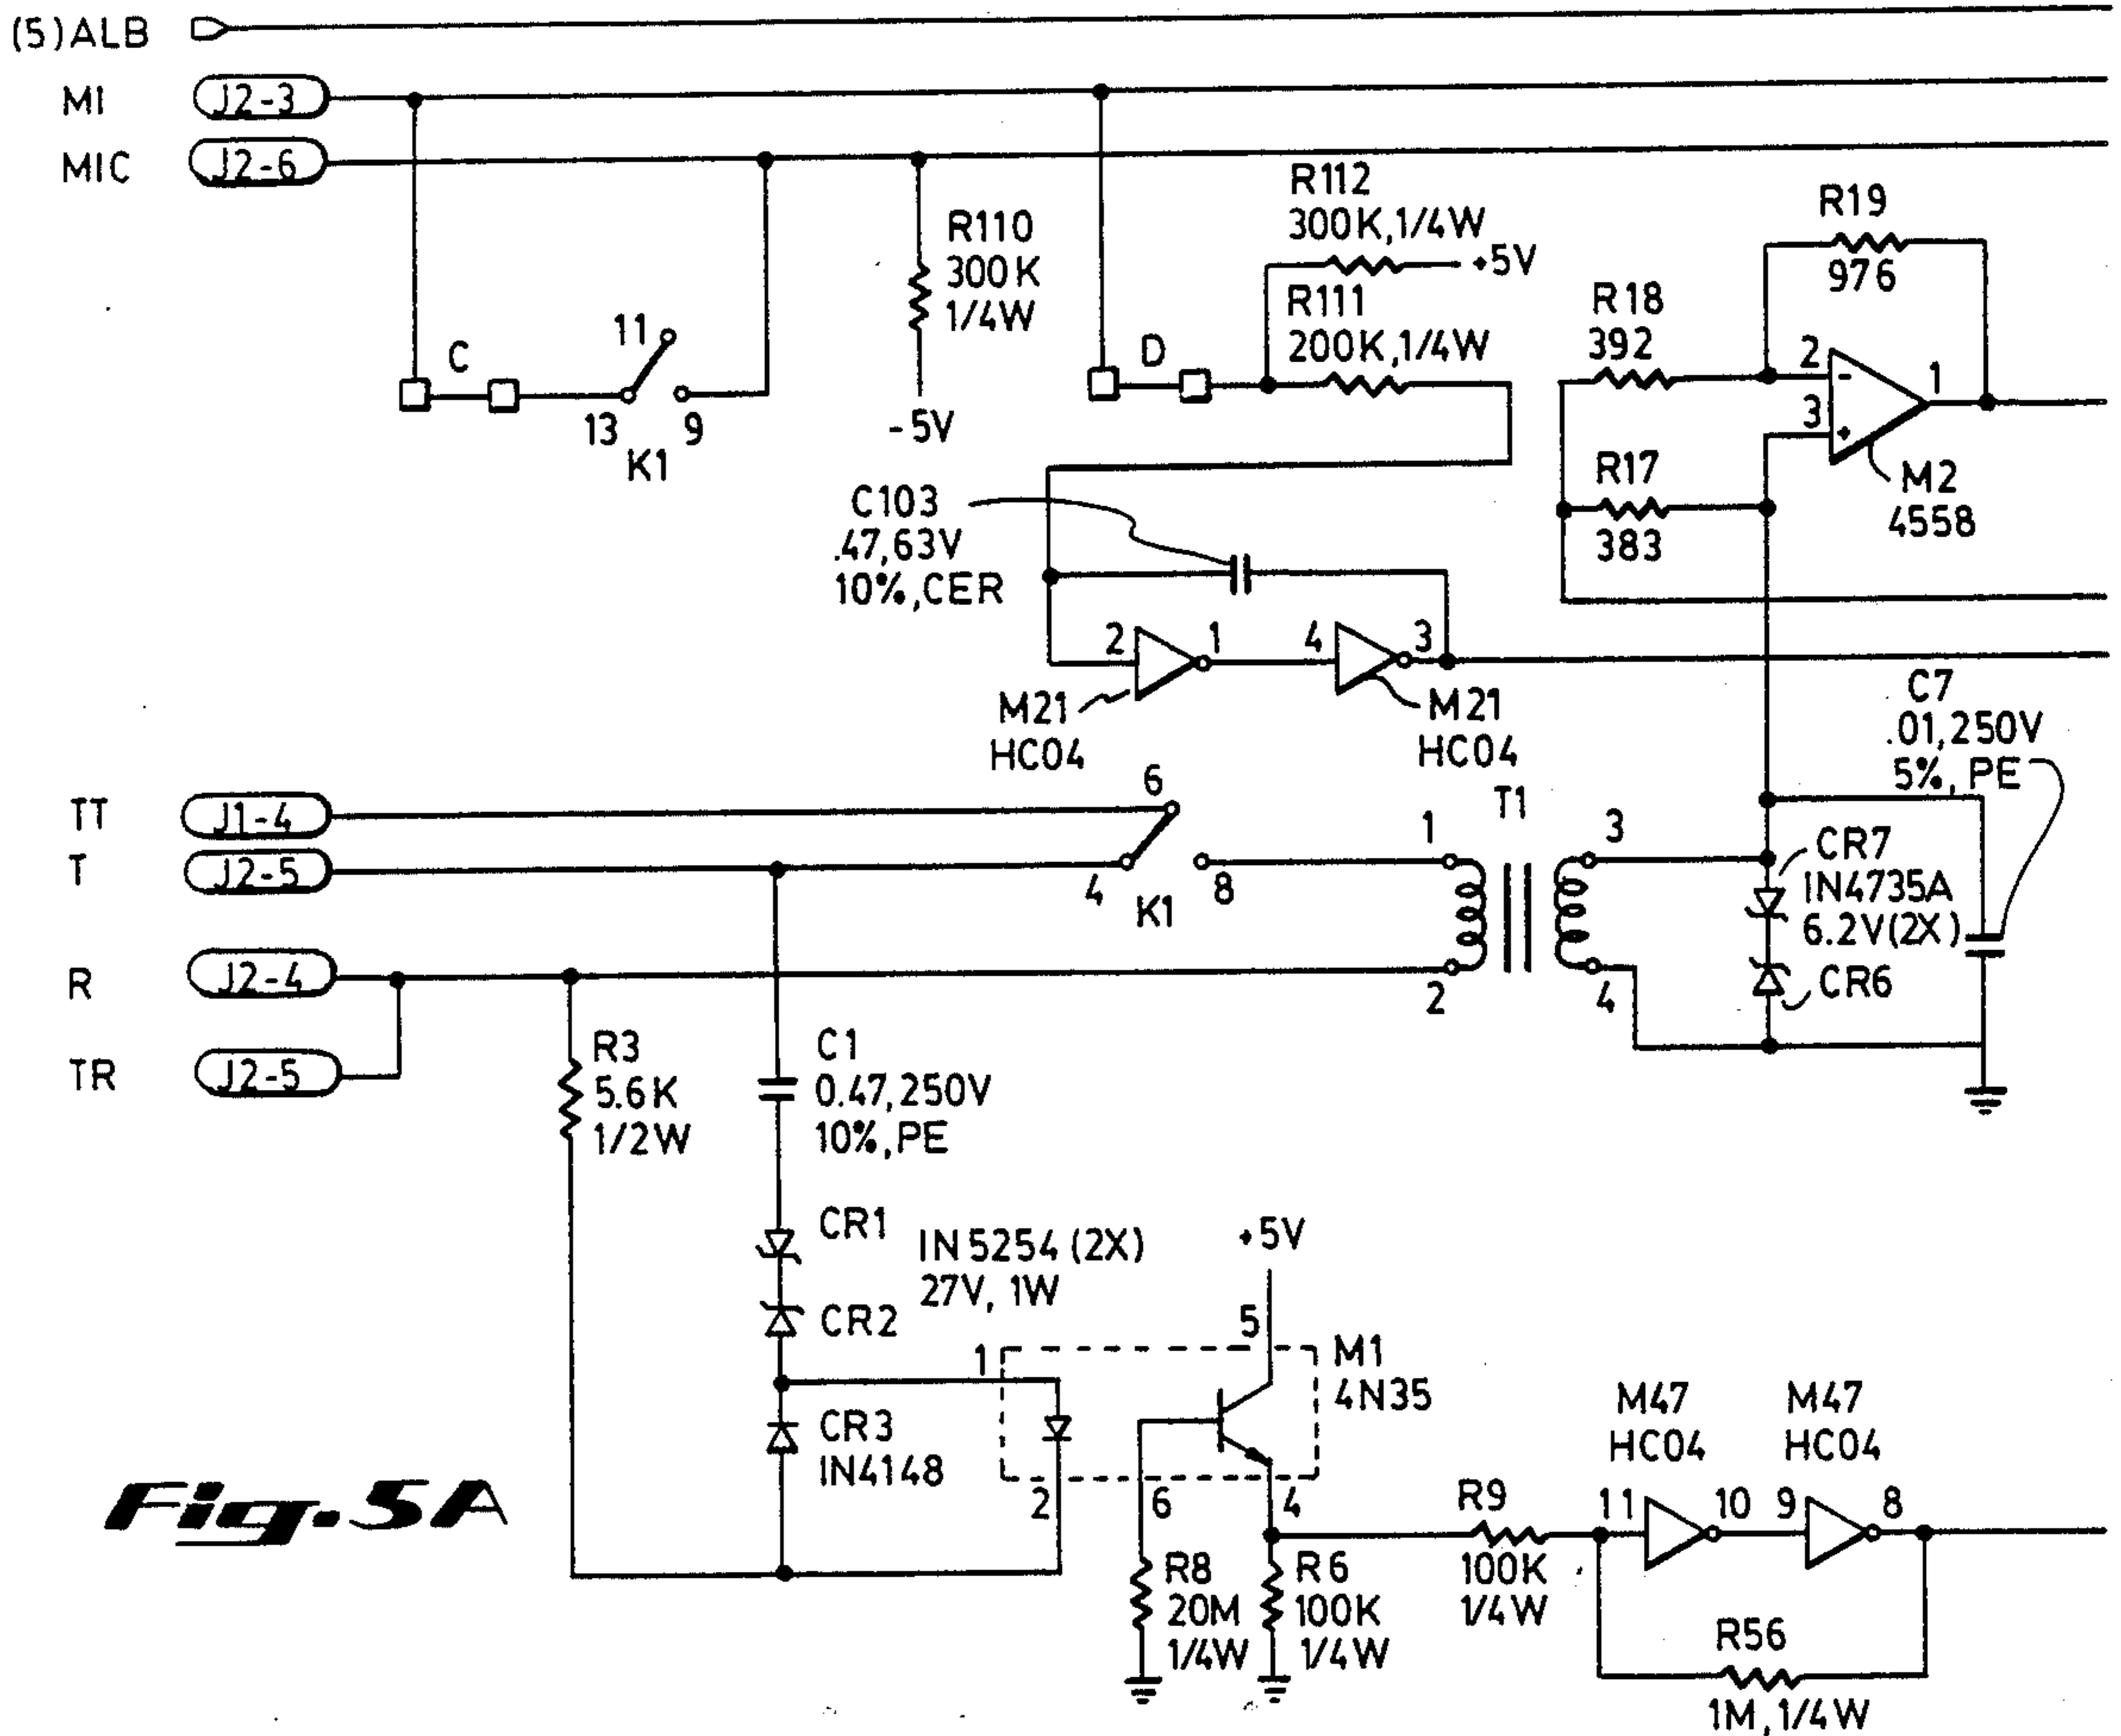 (5)ALB
MI J2-3
MIC J2-6
R112
300K,1/4W
+5V
R110
300K
1/4W
-5V
R111
200K,1/4W
R19
976
R18
392
2
-
1
3
+
R17
383
M2
4558
11
C
13 9
K1
D
C103
.47,63V
10%,CER
2 1 4 3
M21
HC04
M21
HC04
C7
.01,250V
5%, PE
TT J1-4
6
T J2-5
4 K1 8
1 T1 3
CR7
IN4735A
6.2V(2X)
R J2-4
2 4
CR6
TR J2-5
R3
5.6K
1/2W
C1
0.47,250V
10%,PE
CR1
IN5254(2X)
27V, 1W
+5V
CR2
5
1
M1
4N35
CR3
IN4148
2 6 4
M47
HC04
M47
HC04
R9
100K
1/4W
11 10 9 8
R8
20M
1/4W
R6
100K
1/4W
R56
1M,1/4W
Fig.5A